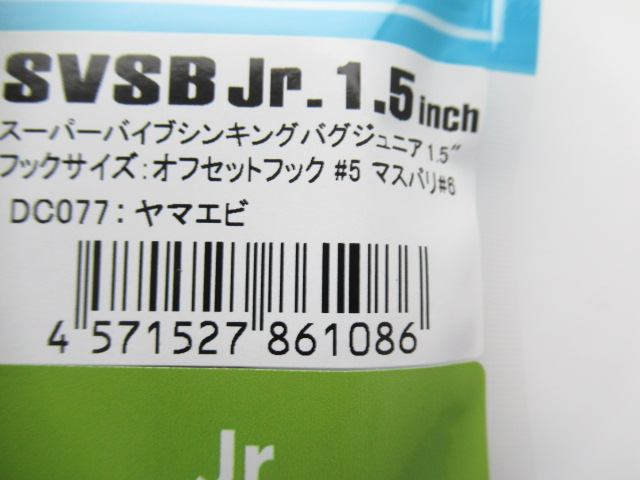 SVSB Jr. 1.5 inch
スーパーバイブシンキングバグジュニア 1.5″
フックサイズ：オフセットフック #5 マスバリ#6
DC077：ヤマエビ
4 571527 861086
Jr